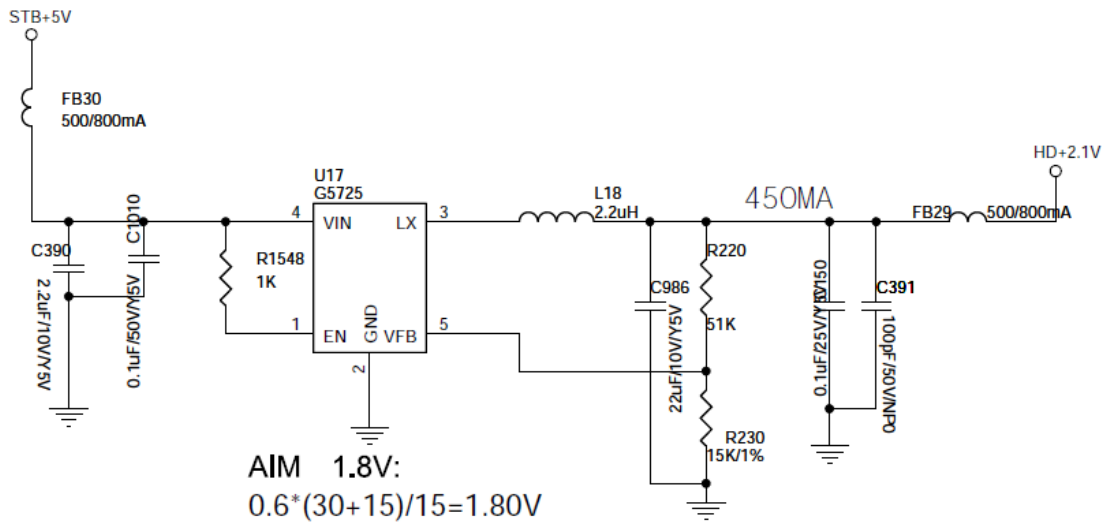 STB+5V
FB30
500/800mA
HD+2.1V
U17
G5725
L18
2.2uH
450MA
FB29
500/800mA
4
VIN
LX
3
C390
2.2uF/10V/Y5V
C1010
0.1uF/50V/Y5V
R1548
1K
1
EN
GND
VFB
5
2
C986
22uF/10V/Y5V
R220
51K
0.1uF/25V/Y5V
C391
100pF/50V/NP0
R230
15K/1%
AIM 1.8V:
0.6*(30+15)/15=1.80V